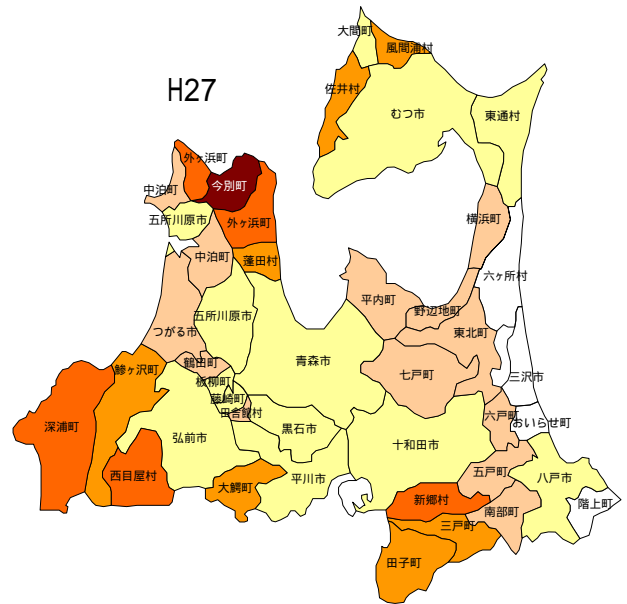 大間町
風間浦村
H27
佐井村
むつ市
東通村
外ヶ浜町
今別町
中泊町
横浜町
五所川原市
外ヶ浜町
中泊町
蓬田村
六ヶ所村
平内町
五所川原市
野辺地町
つがる市
東北町
青森市
鶴田町
鰺ヶ沢町
七戸町
三沢市
板柳町
藤崎町
田舎館村
六戸町
おいらせ町
深浦町
黒石市
弘前市
十和田市
西目屋村
平川市
五戸町
八戸市
大鰐町
新郷村
階上町
南部町
三戸町
田子町